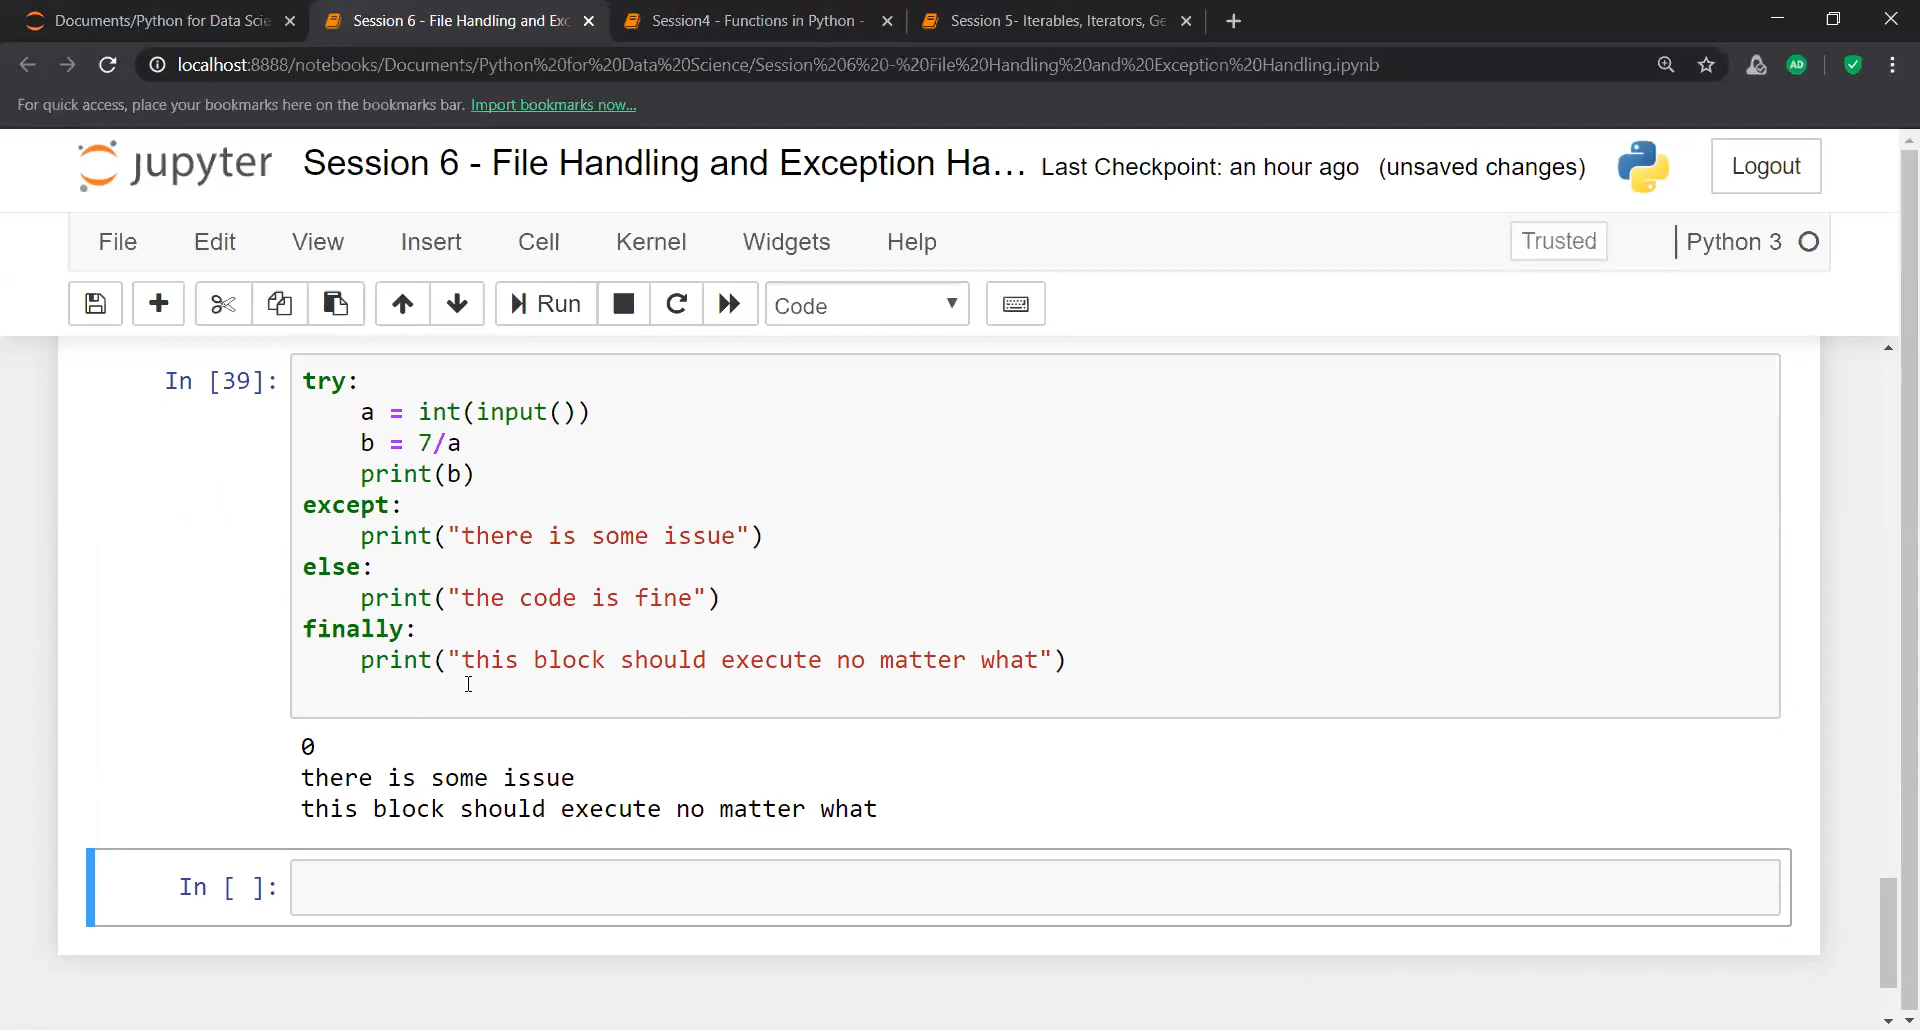 Documents/Python for Data Scie
Session 6 - File Handling and Exc
Session4 - Functions in Python -
Session 5- Iterables, Iterators, Ge
localhost:8888/notebooks/Documents/Python%20for%20Data%20Science/Session%206%20-%20File%20Handling%20and%20Exception%20Handling.ipynb
AD
For quick access, place your bookmarks here on the bookmarks bar. Import bookmarks now...
jupyter Session 6 - File Handling and Exception Ha... Last Checkpoint: an hour ago (unsaved changes) Logout
File Edit View Insert Cell Kernel Widgets Help Trusted Python 3
Run Code
In [39]: try:
    a = int(input())
    b = 7/a
    print(b)
except:
    print("there is some issue")
else:
    print("the code is fine")
finally:
    print("this block should execute no matter what")
0
there is some issue
this block should execute no matter what
In [ ]: